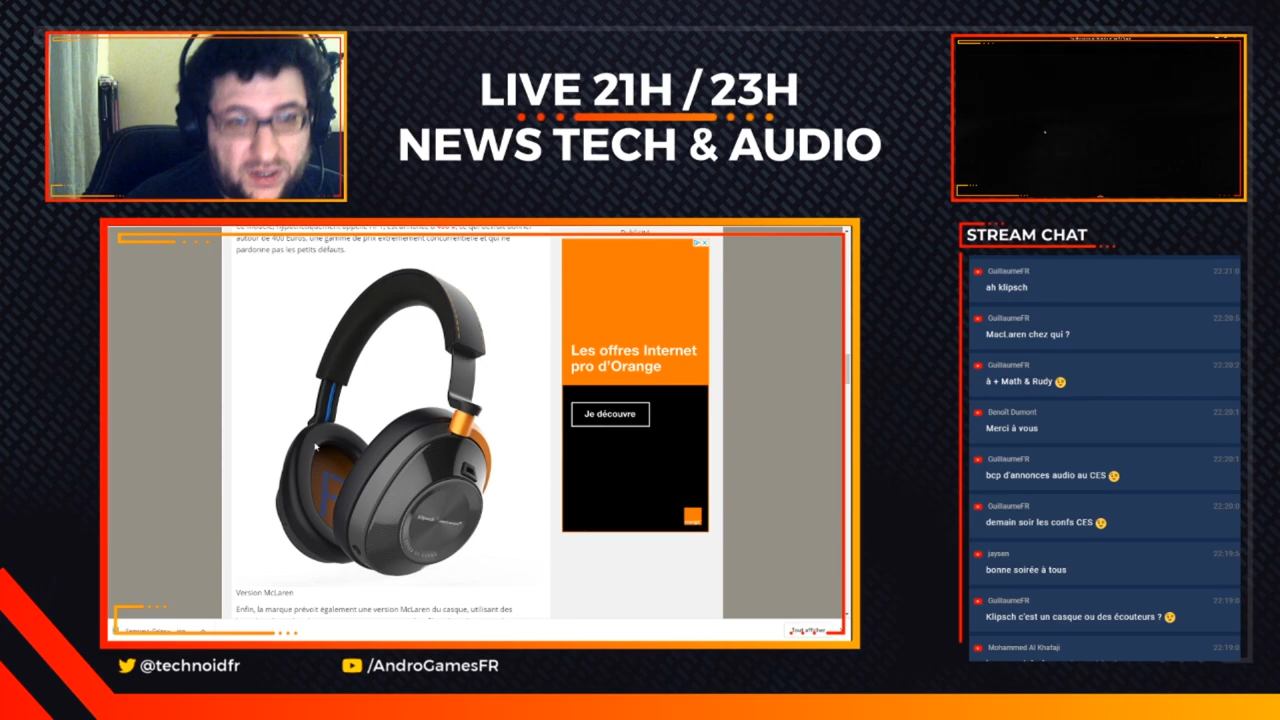 LIVE 21H / 23H
NEWS TECH & AUDIO
autour de 400 Euros, une gamme de prix extrêmement concurrentielle et qui ne
pardonne pas les petits défauts.
Publicité
Les offres Internet
pro d'Orange
Je découvre
Version McLaren
Enfin, la marque prévoit également une version McLaren du casque, utilisant des
Tout afficher
STREAM CHAT
GuillaumeFR
ah klipsch
GuillaumeFR
MacLaren chez qui ?
GuillaumeFR
à + Math & Rudy
Benoît Dumont
Merci à vous
GuillaumeFR
bcp d'annonces audio au CES
GuillaumeFR
demain soir les confs CES
jaysen
bonne soirée à tous
GuillaumeFR
Klipsch c'est un casque ou des écouteurs ?
Mohammed Al Khafaji
@technoidfr
/AndroGamesFR